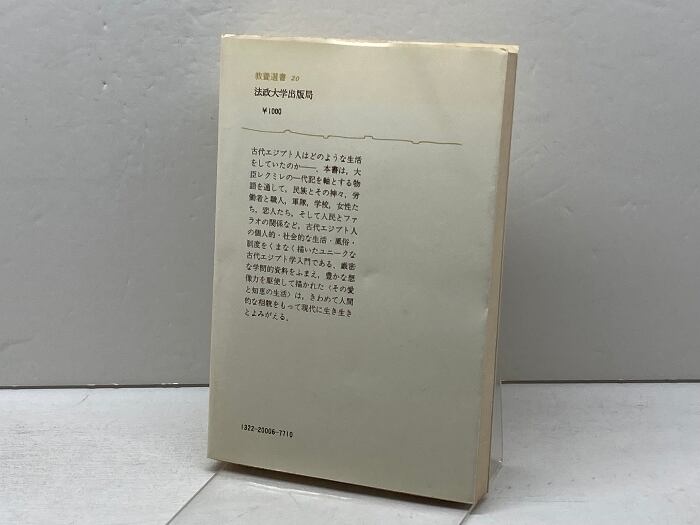 教養選書 20
法政大学出版局
￥1000
古代エジプト人はどのような生活
をしていたのか――。本書は，大
臣レクミレの一代記を軸とする物
語を通して，民族とその神々，労
働者と職人，軍隊，学校，女性た
ち，恋人たち，そして人民とファ
ラオの関係など，古代エジプト人
の個人的・社会的な生活・風俗・
制度をくまなく描いたユニークな
古代エジプト学入門である。厳密
な学問的資料をふまえ，豊かな想
像力を駆使して描かれた〈その愛
と知恵の生活〉は，きわめて人間
的な相貌をもって現代に生き生き
とよみがえる。
1322-20006-7710